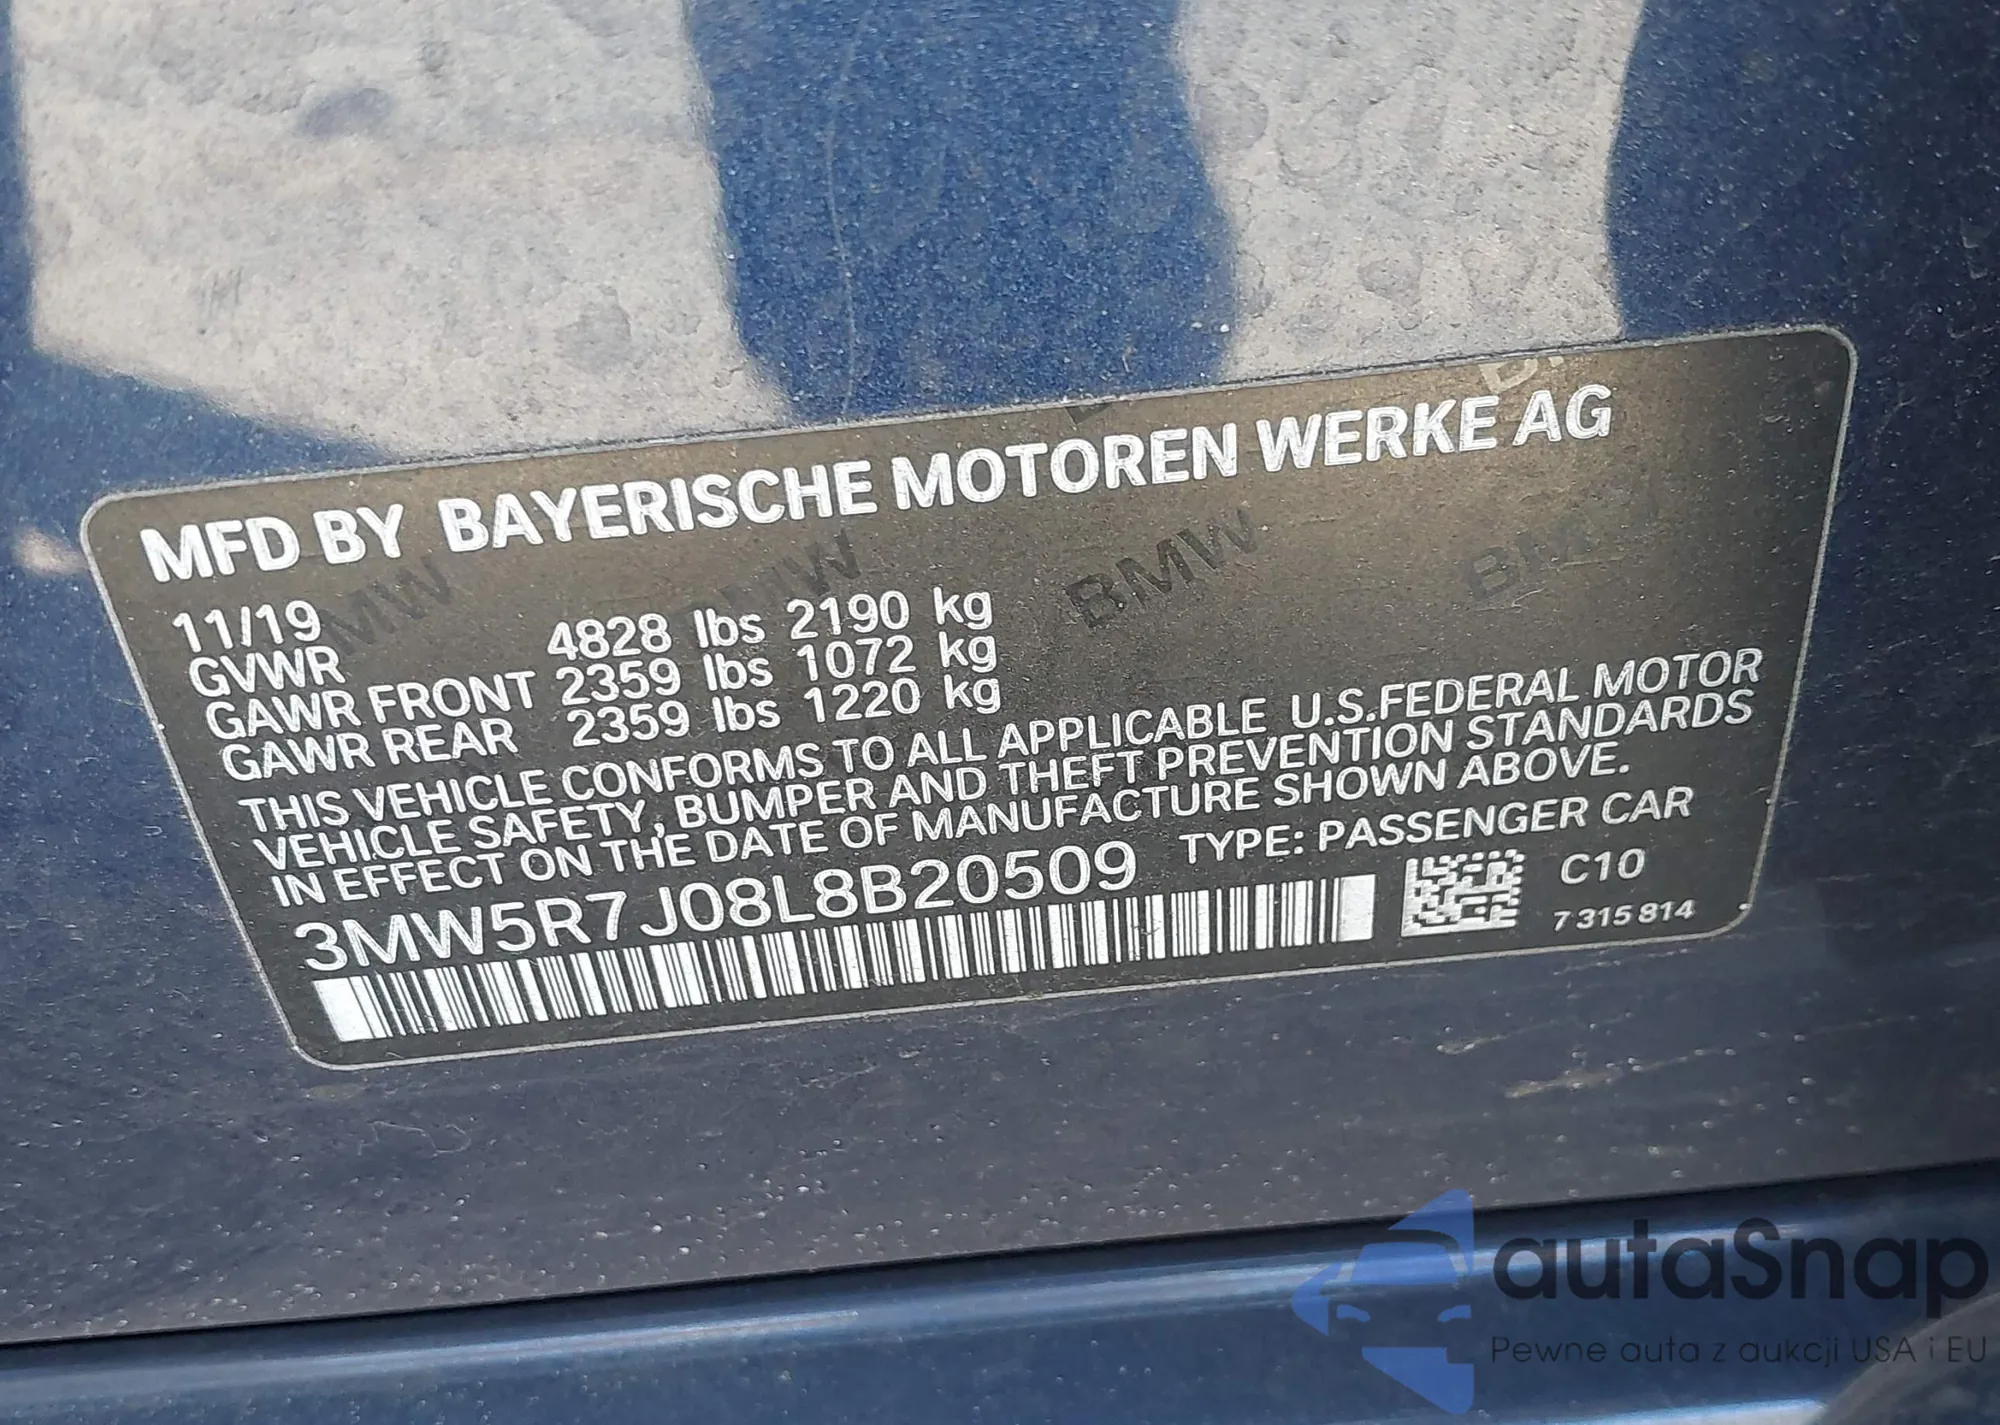 MFD BY BAYERISCHE MOTOREN WERKE AG
11/19
GVWR 4828 lbs 2190 kg
GAWR FRONT 2359 lbs 1072 kg
GAWR REAR 2359 lbs 1220 kg
THIS VEHICLE CONFORMS TO ALL APPLICABLE U.S.FEDERAL MOTOR
VEHICLE SAFETY, BUMPER AND THEFT PREVENTION STANDARDS
IN EFFECT ON THE DATE OF MANUFACTURE SHOWN ABOVE.
3MW5R7J08L8B20509 TYPE: PASSENGER CAR
C10
7 315 814
BMW
autaSnap
Pewne auta z aukcji USA i EU